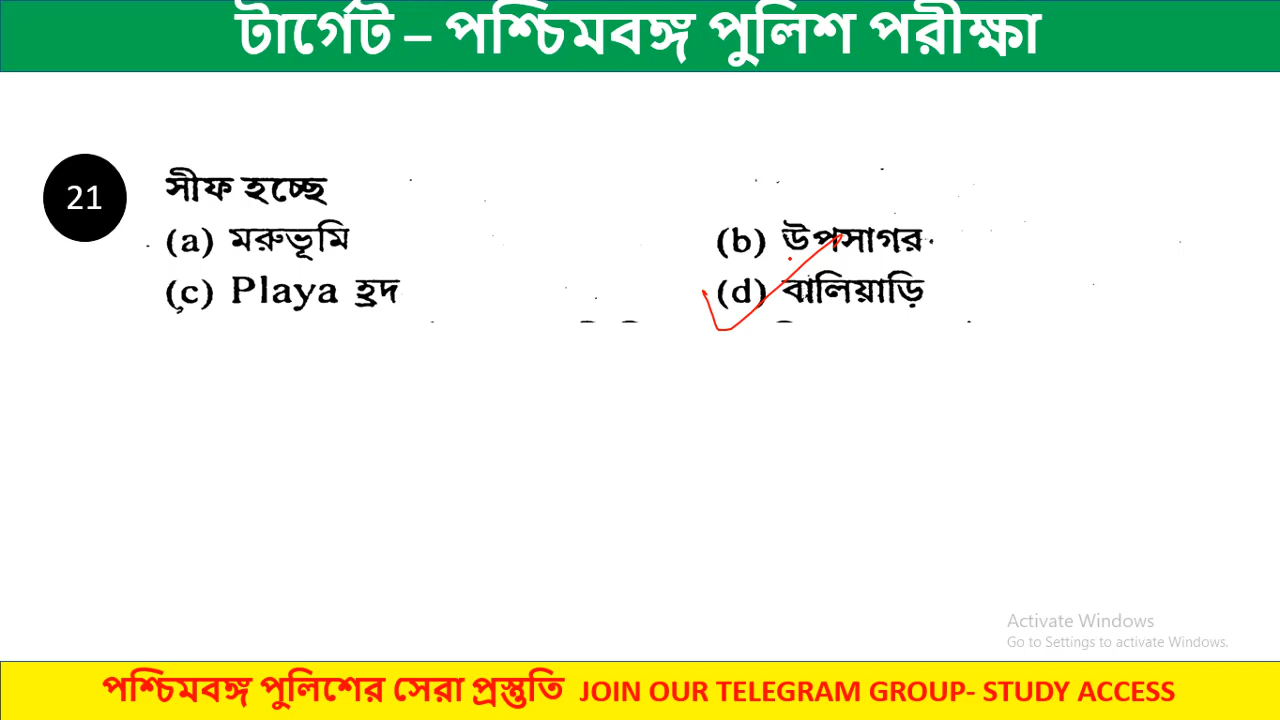 টার্গেট – পশ্চিমবঙ্গ পুলিশ পরীক্ষা
21
সীফ হচ্ছে
(a) মরুভূমি (b) উপসাগর
(c) Playa হ্রদ (d) বালিয়াড়ি
Activate Windows
Go to Settings to activate Windows.
পশ্চিমবঙ্গ পুলিশের সেরা প্রস্তুতি JOIN OUR TELEGRAM GROUP- STUDY ACCESS